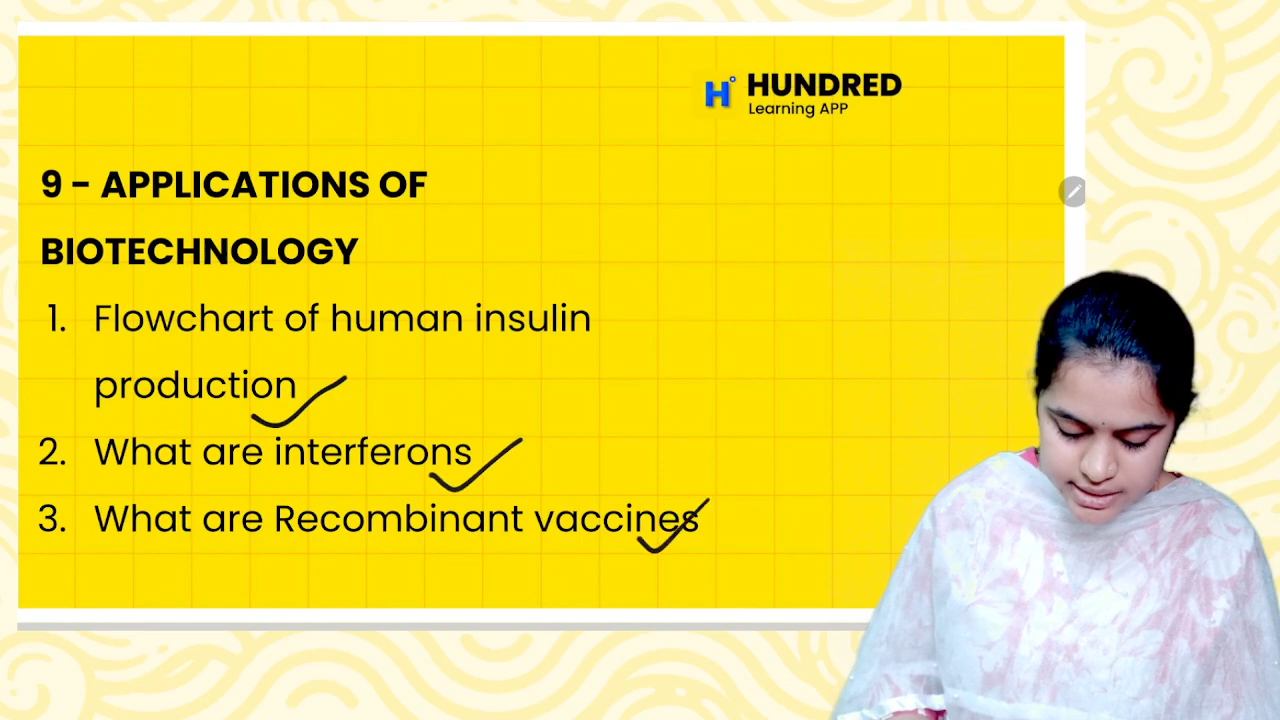 H HUNDRED
Learning APP
9 - APPLICATIONS OF
BIOTECHNOLOGY
1. Flowchart of human insulin
production
2. What are interferons
3. What are Recombinant vaccines